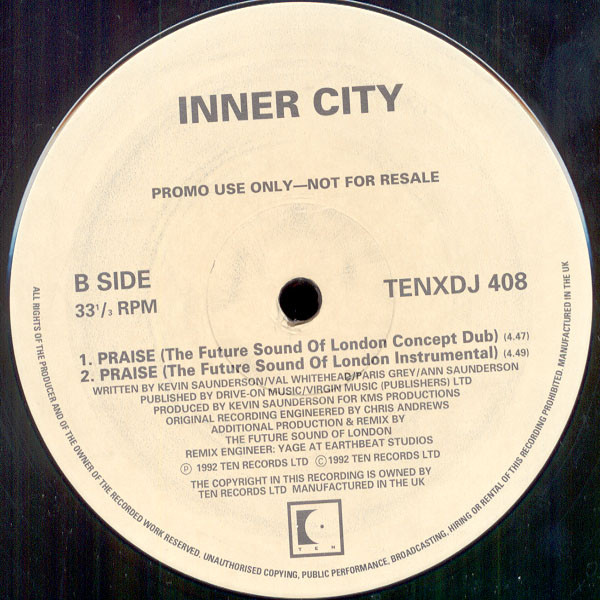 INNER CITY
PROMO USE ONLY—NOT FOR RESALE
B SIDE
33¹/₃ RPM
TENXDJ 408
1. PRAISE (The Future Sound Of London Concept Dub) (4.47)
2. PRAISE (The Future Sound Of London Instrumental) (4.49)
WRITTEN BY KEVIN SAUNDERSON/VAL WHITEHEAD/PARIS GREY/ANN SAUNDERSON
PUBLISHED BY DRIVE-ON MUSIC/VIRGIN MUSIC (PUBLISHERS) LTD
PRODUCED BY KEVIN SAUNDERSON FOR KMS PRODUCTIONS
ORIGINAL RECORDING ENGINEERED BY CHRIS ANDREWS
ADDITIONAL PRODUCTION & REMIX BY
THE FUTURE SOUND OF LONDON
REMIX ENGINEER: YAGE AT EARTHBEAT STUDIOS
Ⓟ 1992 TEN RECORDS LTD Ⓒ 1992 TEN RECORDS LTD
THE COPYRIGHT IN THIS RECORDING IS OWNED BY
TEN RECORDS LTD MANUFACTURED IN THE UK
TEN
ALL RIGHTS OF THE PRODUCER AND OF THE OWNER OF THE RECORDED WORK RESERVED. UNAUTHORISED COPYING, PUBLIC PERFORMANCE, BROADCASTING, HIRING OR RENTAL OF THIS RECORDING PROHIBITED. MANUFACTURED IN THE UK